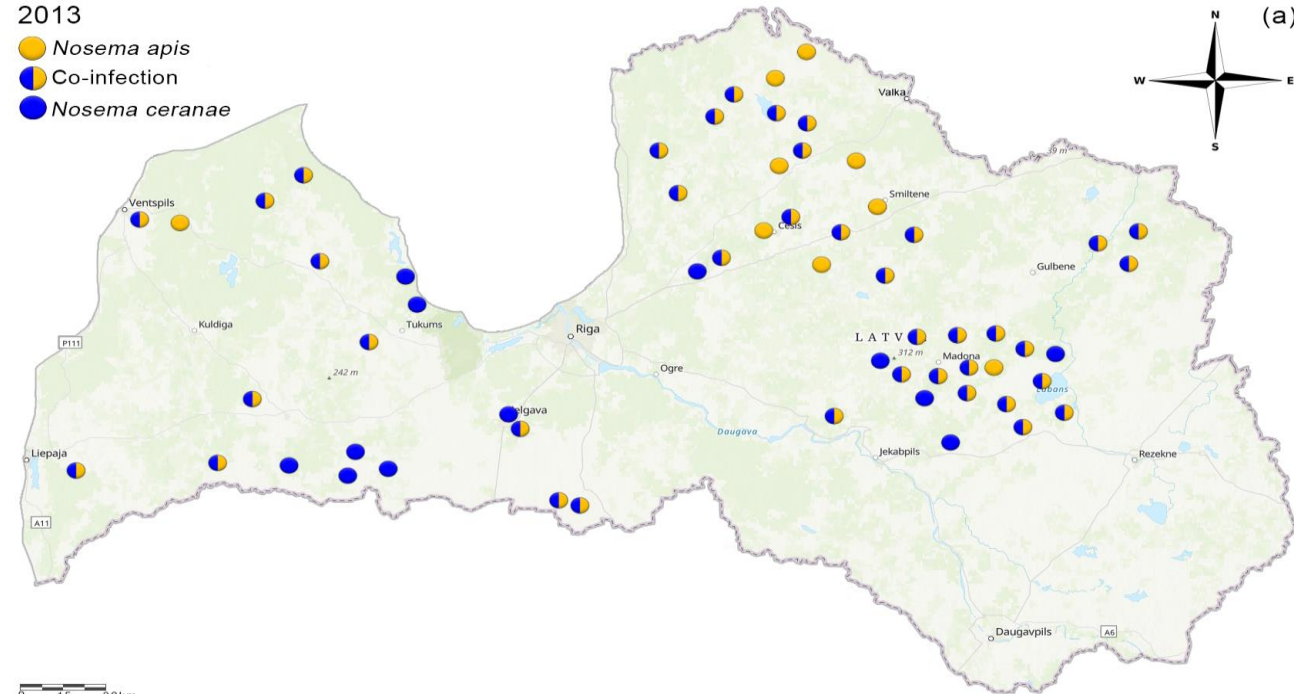 2013
(a)
Nosema apis
Co-infection
Nosema ceranae
N
W
E
S
Valka
Smiltene
Ventspils
Cēsis
Gulbene
Kuldiga
Tukums
Riga
P111
LATV
312 m
Madona
242 m
Ogre
Lubans
elgava
Daugava
Liepaja
Jekabpils
Rezekne
A11
Daugavpils
A6